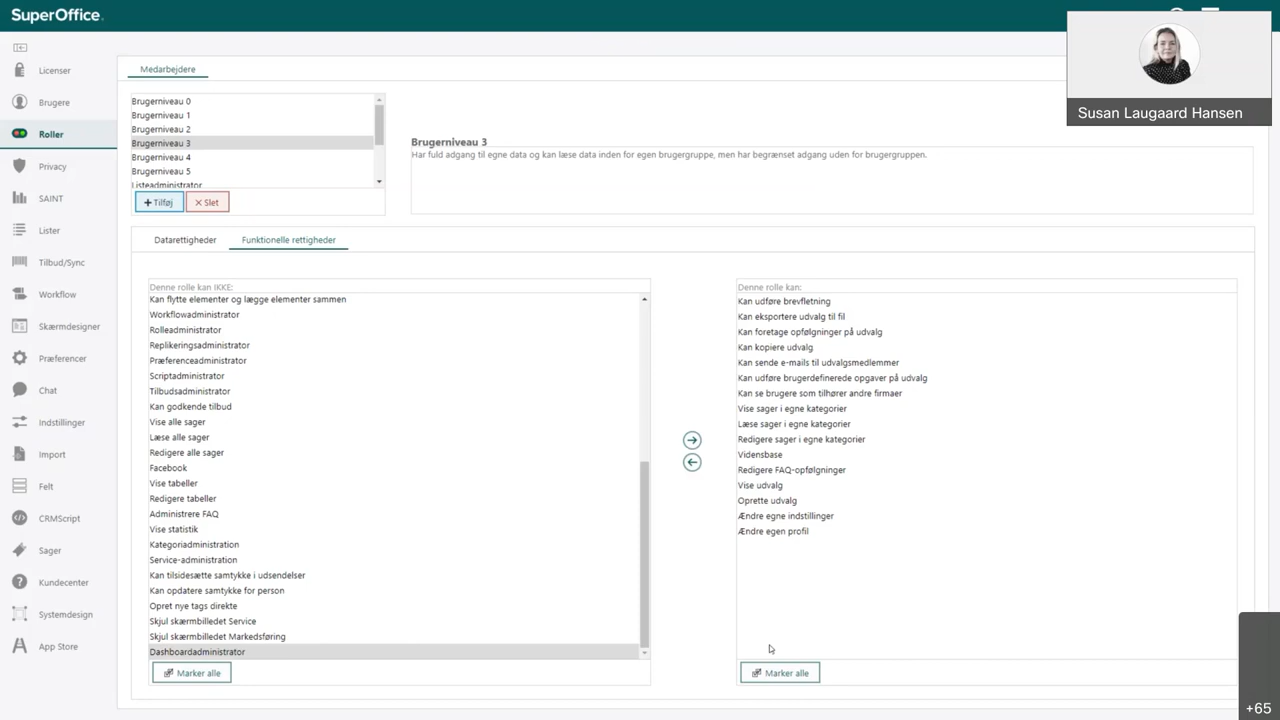 SuperOffice.
Licenser
Brugere
Roller
Privacy
SAINT
Lister
Tilbud/Sync
Workflow
Skærmdesigner
Præferencer
Chat
Indstillinger
Import
Felt
CRMScript
Sager
Kundecenter
Systemdesign
App Store
Medarbejdere
Brugerniveau 0
Brugerniveau 1
Brugerniveau 2
Brugerniveau 3
Brugerniveau 4
Brugerniveau 5
Listeadministrator
Tilføj
Slet
Brugerniveau 3
Har fuld adgang til egne data og kan læse data inden for egen brugergruppe, men har begrænset adgang uden for brugergruppen.
Datarettigheder
Funktionelle rettigheder
Denne rolle kan IKKE:
Kan flytte elementer og lægge elementer sammen
Workflowadministrator
Rolleadministrator
Replikeringsadministrator
Præferenceadministrator
Scriptadministrator
Tilbudsadministrator
Kan godkende tilbud
Vise alle sager
Læse alle sager
Redigere alle sager
Facebook
Vise tabeller
Redigere tabeller
Administrere FAQ
Vise statistik
Kategoriadministration
Service-administration
Kan tilsidesætte samtykke i udsendelser
Kan opdatere samtykke for person
Opret nye tags direkte
Skjul skærmbilledet Service
Skjul skærmbilledet Markedsføring
Dashboardadministrator
Marker alle
Denne rolle kan:
Kan udføre brevfletning
Kan eksportere udvalg til fil
Kan foretage opfølgninger på udvalg
Kan kopiere udvalg
Kan sende e-mails til udvalgsmedlemmer
Kan udføre brugerdefinerede opgaver på udvalg
Kan se brugere som tilhører andre firmaer
Vise sager i egne kategorier
Læse sager i egne kategorier
Redigere sager i egne kategorier
Vidensbase
Redigere FAQ-opfølgninger
Vise udvalg
Oprette udvalg
Ændre egne indstillinger
Ændre egen profil
Marker alle
Susan Laugaard Hansen
+65